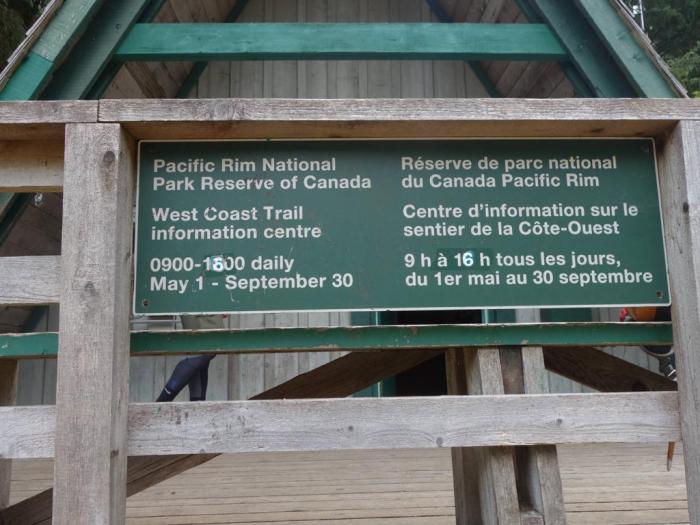 Pacific Rim National
Park Reserve of Canada
West Coast Trail
information centre
0900-1600 daily
May 1 - September 30
Réserve de parc national
du Canada Pacific Rim
Centre d'information sur le
sentier de la Côte-Ouest
9 h à 16 h tous les jours,
du 1er mai au 30 septembre